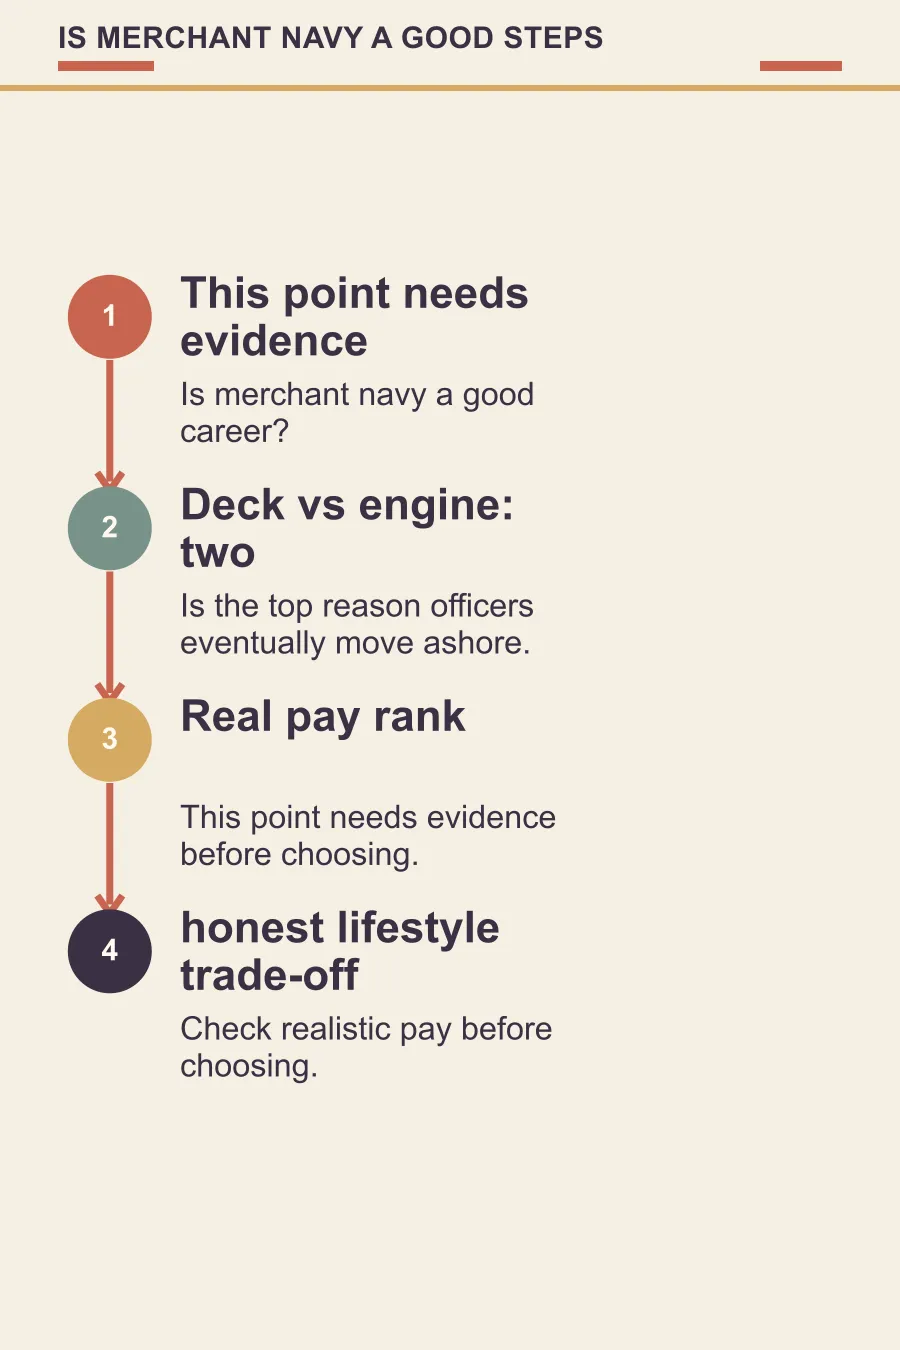 IS MERCHANT NAVY A GOOD STEPS
1
This point needs
evidence
Is merchant navy a good
career?
2
Deck vs engine:
two
Is the top reason officers
eventually move ashore.
3
Real pay rank
This point needs evidence
before choosing.
4
honest lifestyle
trade-off
Check realistic pay before
choosing.